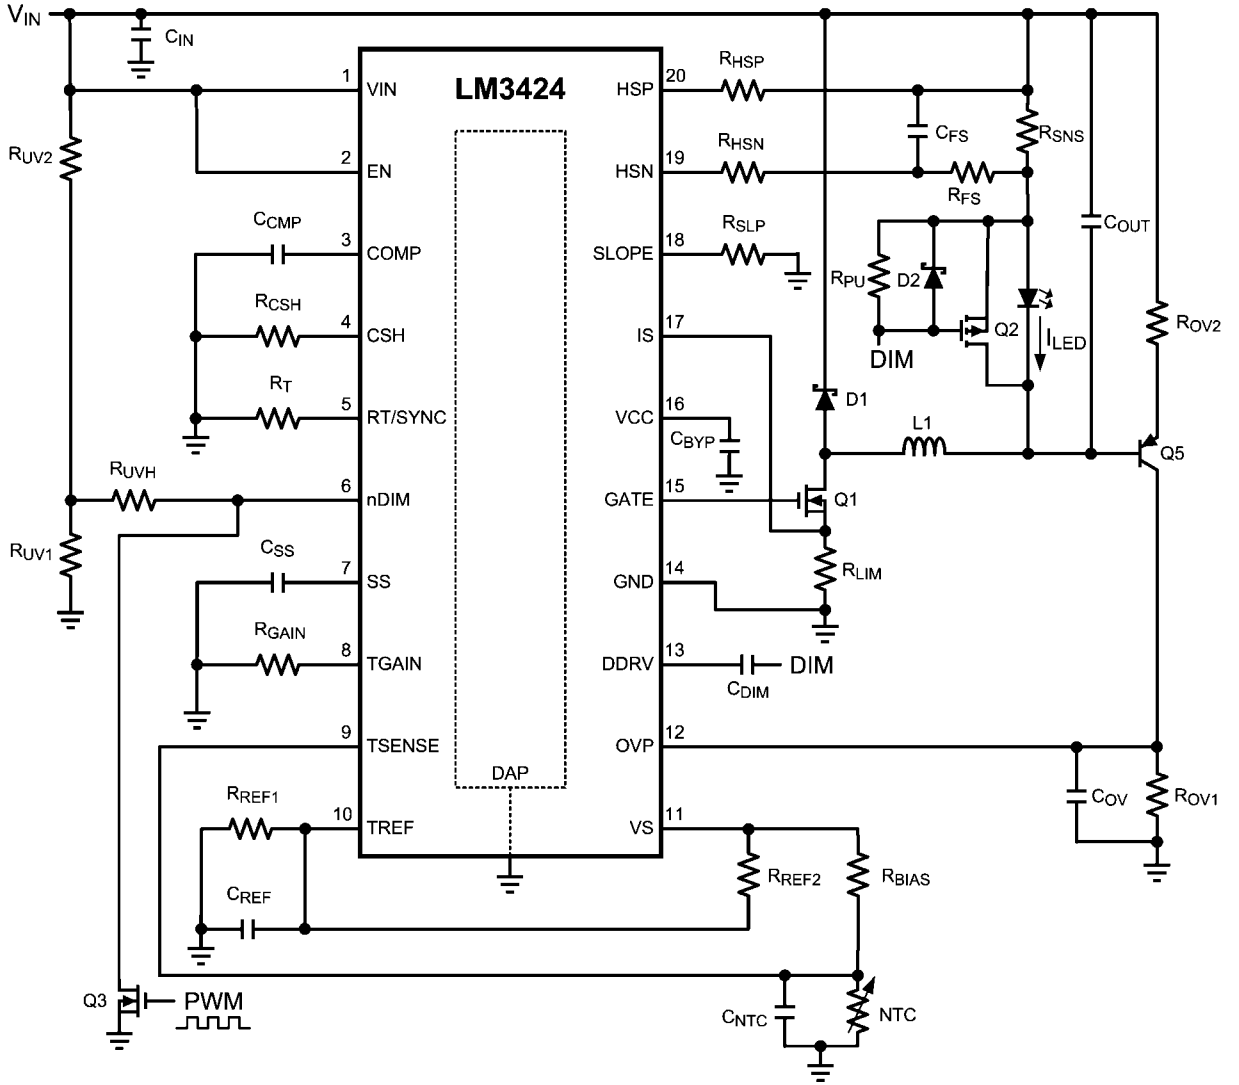 VIN
CIN
LM3424
1
VIN
20
HSP
RHSP
CFS
RSNS
RUV2
2
EN
19
HSN
RHSN
RFS
CCMP
3
COMP
18
SLOPE
RSLP
RPU
D2
COUT
RCSH
4
CSH
17
IS
Q2
DIM
ILED
ROV2
RT
5
RT/SYNC
16
VCC
CBYP
D1
L1
Q5
RUVH
6
nDIM
15
GATE
Q1
RUV1
CSS
7
SS
14
GND
RLIM
RGAIN
8
TGAIN
13
DDRV
CDIM
DIM
9
TSENSE
12
OVP
DAP
COV
ROV1
RREF1
10
TREF
11
VS
RREF2
RBIAS
CREF
Q3
PWM
CNTC
NTC